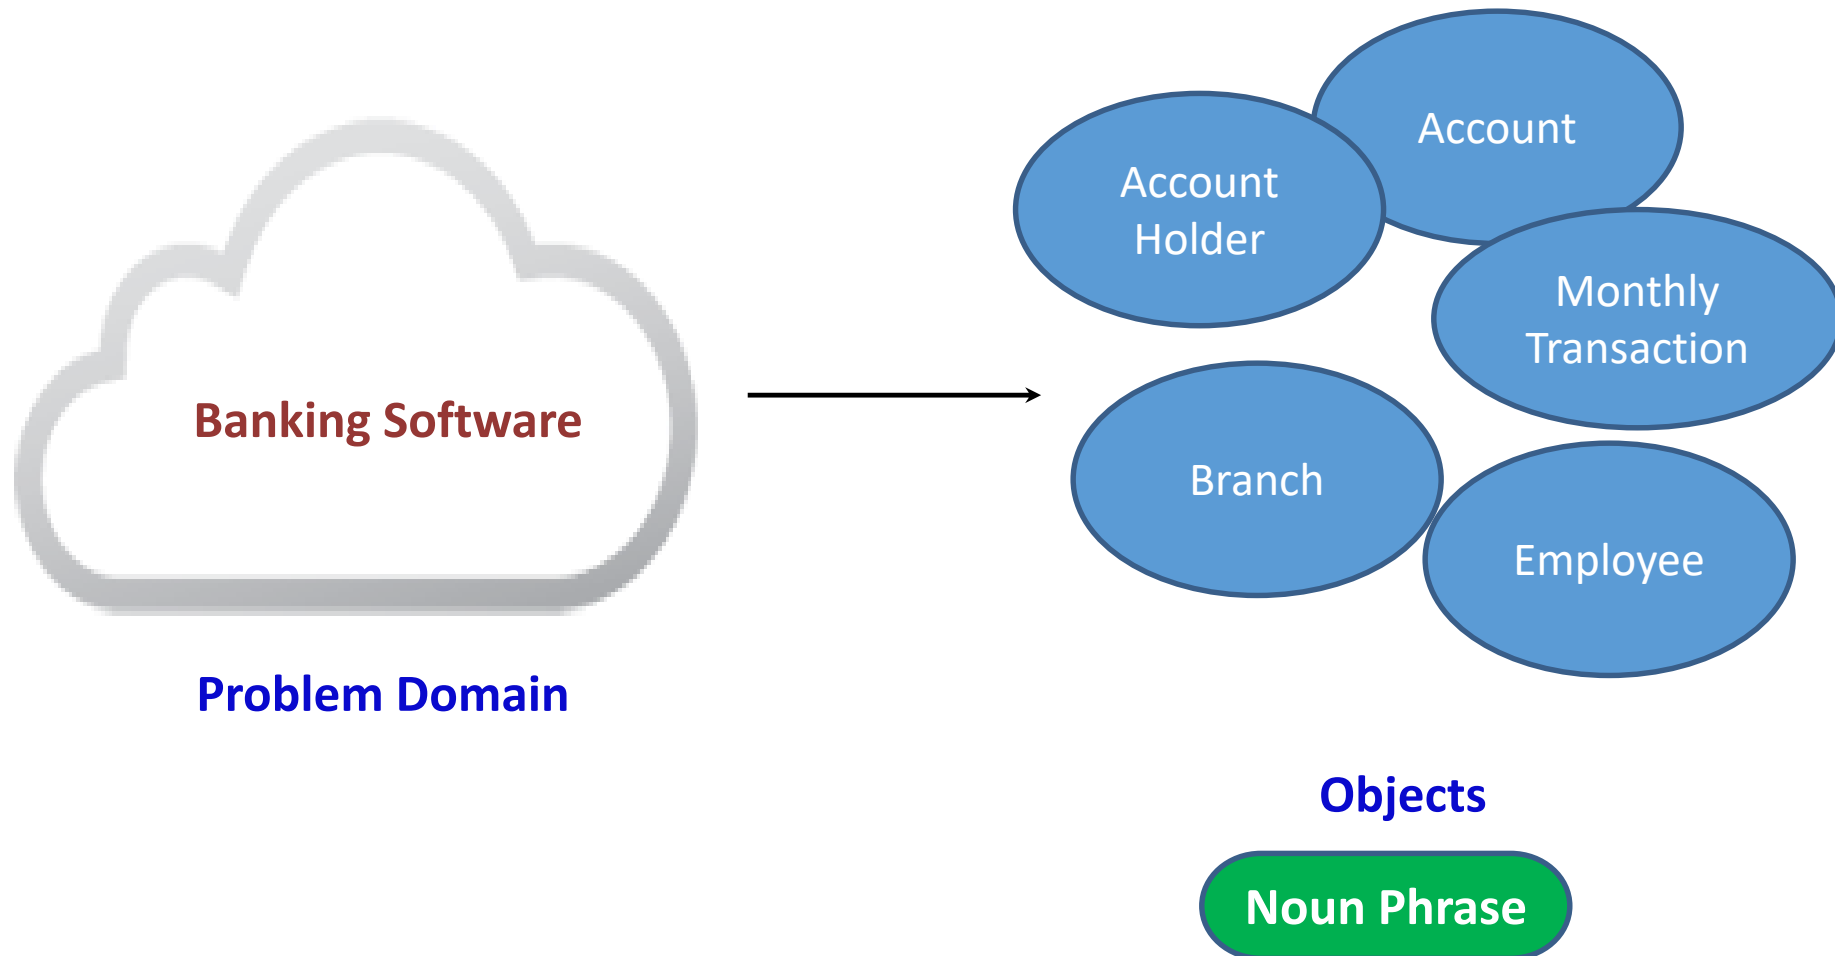 Banking Software
Problem Domain
Account
Account
Holder
Monthly
Transaction
Branch
Employee
Objects
Noun Phrase